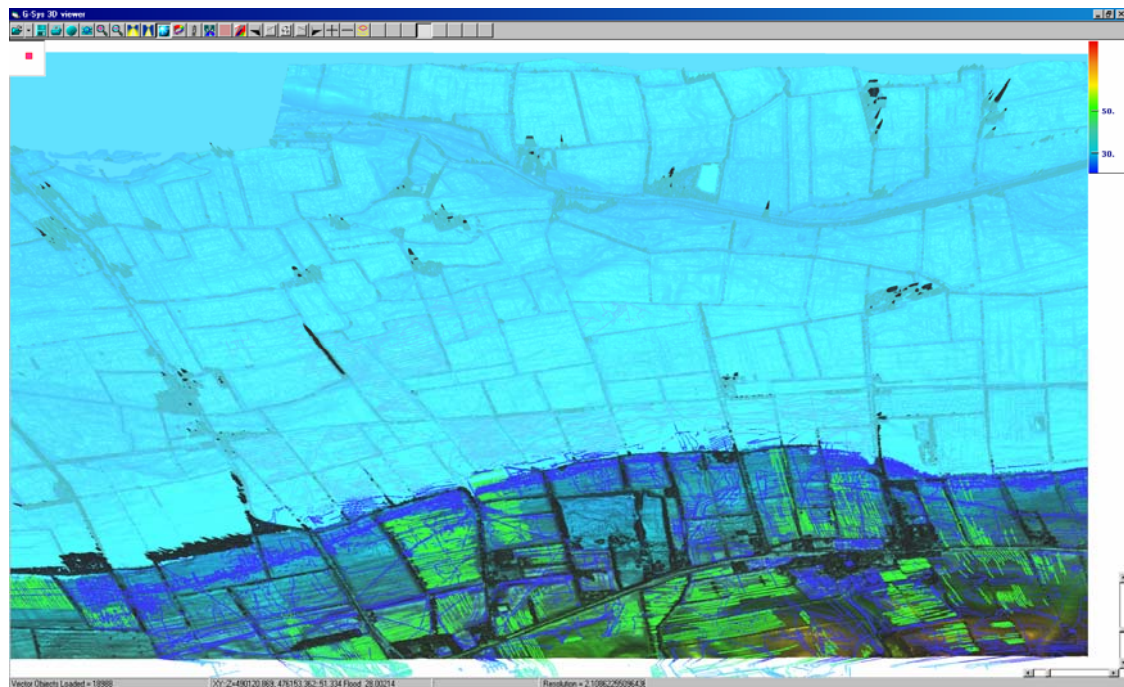 G-Sys 3D viewer
50.
30.
Vector Objects Loaded = 18988
XY: Z=490120.869, 476153.362: 51.334 Flood: 28.00214
Resolution = 2.10862255096438